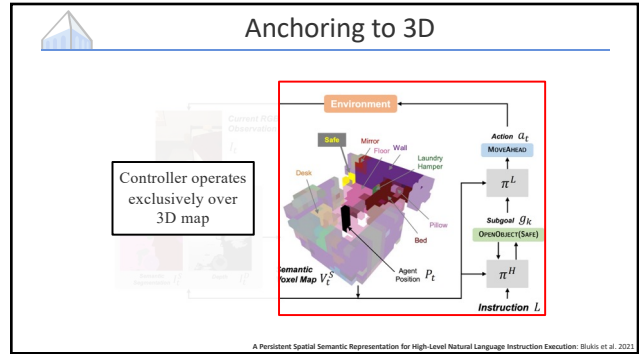 Anchoring to 3D
Environment
Current RGB
Observation
I_t
Safe
Mirror
Floor
Wall
Laundry
Hamper
Desk
Pillow
Bed
Agent
Position P_t
Semantic
Voxel Map V_t^S
Controller operates
exclusively over
3D map
Action a_t
MOVEAHEAD
π^L
Subgoal g_k
OPENOBJECT(SAFE)
π^H
Instruction L
A Persistent Spatial Semantic Representation for High-Level Natural Language Instruction Execution: Blukis et al. 2021